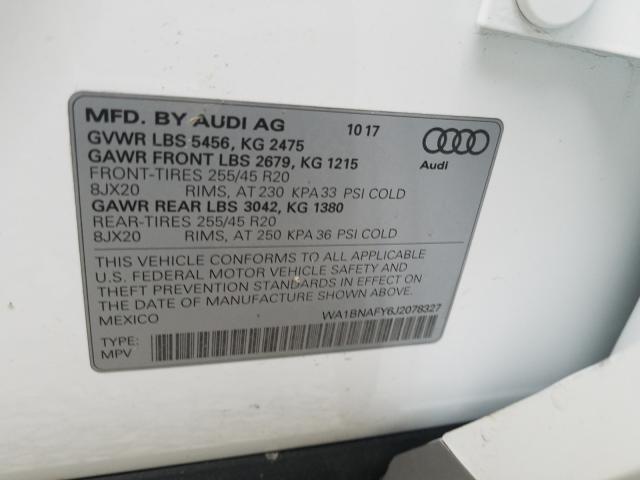 MFD. BY AUDI AG 10 17
GVWR LBS 5456, KG 2475
GAWR FRONT LBS 2679, KG 1215
FRONT-TIRES 255/45 R20
8JX20 RIMS, AT 230 KPA 33 PSI COLD
GAWR REAR LBS 3042, KG 1380
REAR-TIRES 255/45 R20
8JX20 RIMS, AT 250 KPA 36 PSI COLD
Audi
THIS VEHICLE CONFORMS TO ALL APPLICABLE
U.S. FEDERAL MOTOR VEHICLE SAFETY AND
THEFT PREVENTION STANDARDS IN EFFECT ON
THE DATE OF MANUFACTURE SHOWN ABOVE.
MEXICO WA1BNAFY6J2078327
TYPE:
MPV